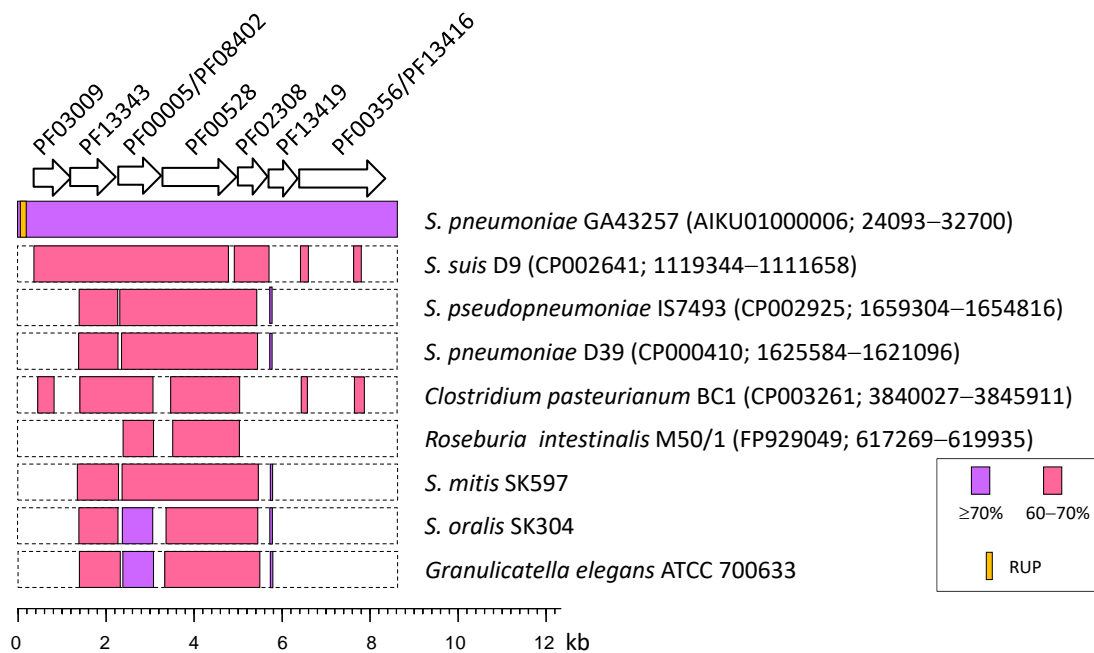 PF03009
PF13343
PF00005/PF08402
PF00528
PF02308
PF13419
PF00356/PF13416
S. pneumoniae GA43257 (AIKU01000006; 24093–32700)
S. suis D9 (CP002641; 1119344–1111658)
S. pseudopneumoniae IS7493 (CP002925; 1659304–1654816)
S. pneumoniae D39 (CP000410; 1625584–1621096)
Clostridium pasteurianum BC1 (CP003261; 3840027–3845911)
Roseburia intestinalis M50/1 (FP929049; 617269–619935)
S. mitis SK597
S. oralis SK304
Granulicatella elegans ATCC 700633
≥70% 60–70%
RUP
0 2 4 6 8 10 12 kb